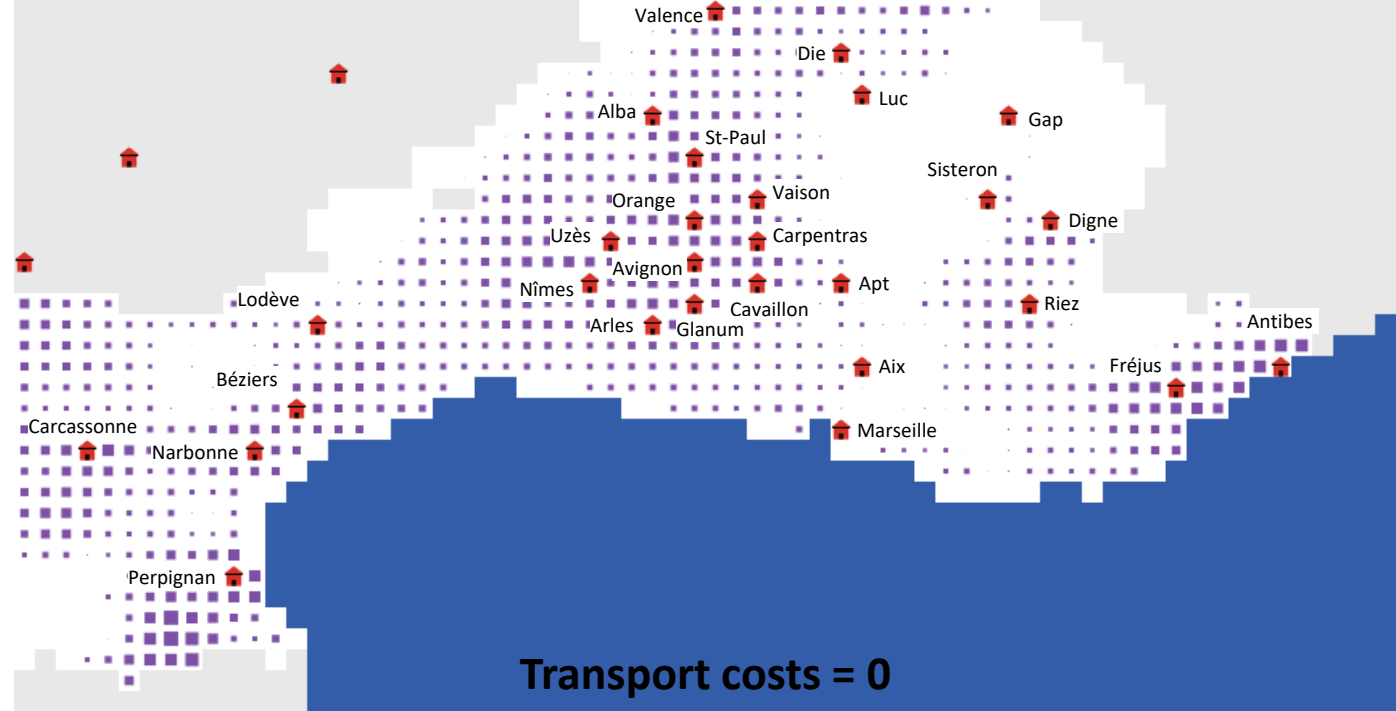 Valence
Die
Luc
Alba
Gap
St-Paul
Sisteron
Vaison
Orange
Digne
Uzès
Carpentras
Avignon
Nîmes
Apt
Lodève
Cavaillon
Riez
Arles
Glanum
Antibes
Aix
Fréjus
Béziers
Carcassonne
Marseille
Narbonne
Perpignan
Transport costs = 0